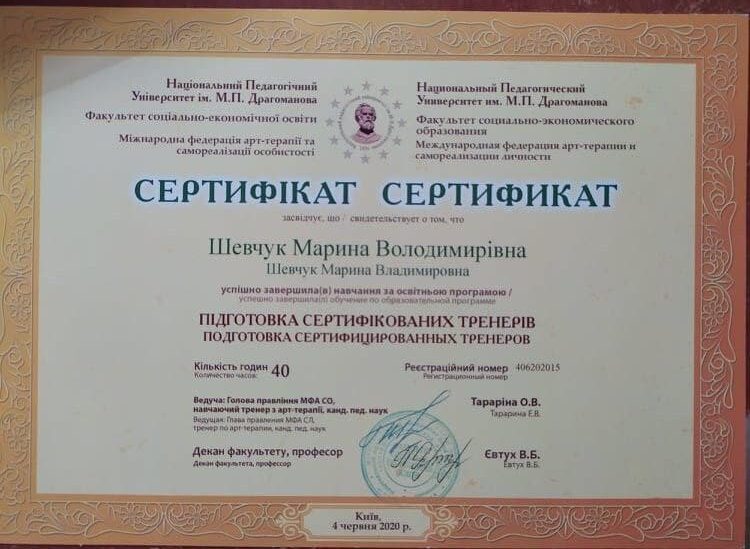 Національний Педагогічний
Університет ім. М.П. Драгоманова
Факультет соціально-економічної освіти
Міжнародна федерація арт-терапії та
самореалізації особистості
Национальный Педагогический
Университет им. М.П. Драгоманова
Факультет социально-экономического
образования
Международная федерация арт-терапии и
самореализации личности
СЕРТИФІКАТ СЕРТИФИКАТ
засвідчує, що / свидетельствует о том, что
Шевчук Марина Володимирівна
Шевчук Марина Владимировна
успішно завершила(в) навчання за освітньою програмою /
успешно завершила(л) обучение по образовательной программе
ПІДГОТОВКА СЕРТИФІКОВАНИХ ТРЕНЕРІВ
ПОДГОТОВКА СЕРТИФИЦИРОВАННЫХ ТРЕНЕРОВ
Кількість годин 40
Количество часов:
Реєстраційний номер 406202015
Регистрационный номер
Ведуча: Голова правління МФА СО,
навчаючий тренер з арт-терапії, канд. пед. наук
Ведущая: Глава правления МФА СЛ,
тренер по арт-терапии, канд. пед. наук
Тараріна О.В.
Тарарича Е.В.
Декан факультету, професор
Декан факультета, профессор
Євтух В.Б.
Евтух В.Б.
Київ,
4 червня 2020 р.